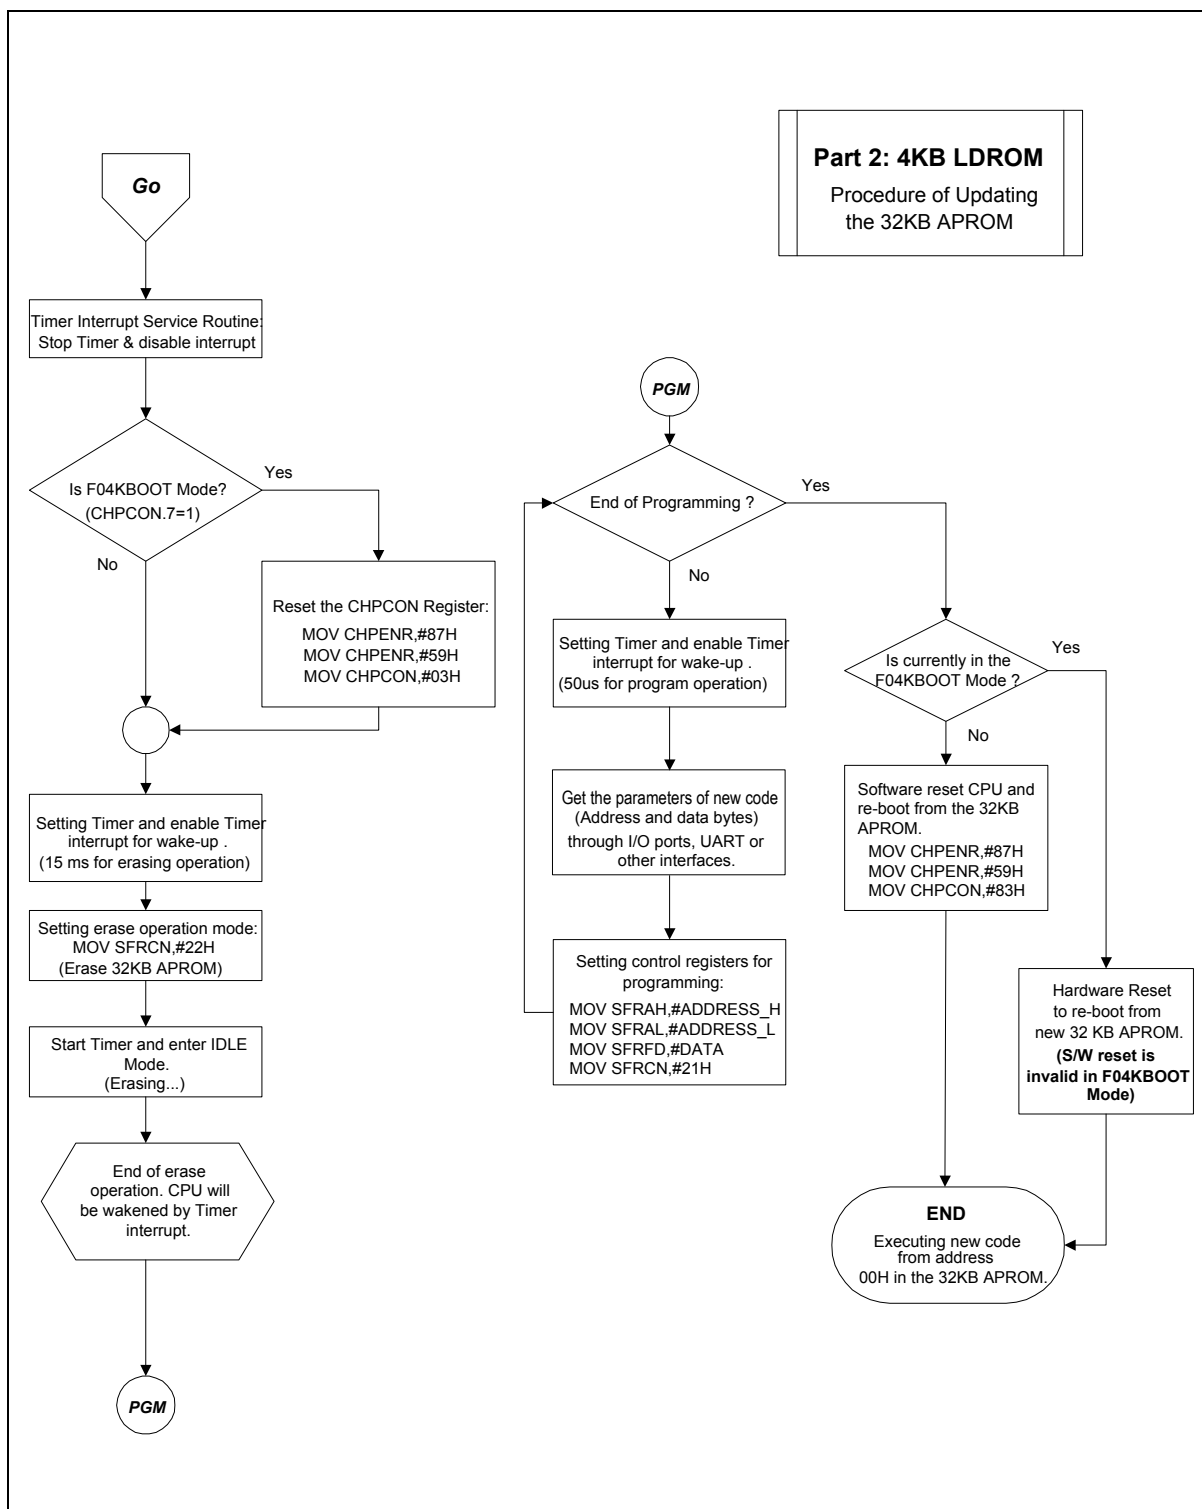 Part 2: 4KB LDROM
Procedure of Updating
the 32KB APROM
Go
Timer Interrupt Service Routine:
Stop Timer & disable interrupt
Is F04KBOOT Mode?
(CHPCON.7=1)
Yes
No
Reset the CHPCON Register:
MOV CHPENR,#87H
MOV CHPENR,#59H
MOV CHPCON,#03H
Setting Timer and enable Timer
interrupt for wake-up .
(15 ms for erasing operation)
Setting erase operation mode:
MOV SFRCN,#22H
(Erase 32KB APROM)
Start Timer and enter IDLE
Mode.
(Erasing...)
End of erase
operation. CPU will
be wakened by Timer
interrupt.
PGM
PGM
End of Programming ?
Yes
No
Setting Timer and enable Timer
interrupt for wake-up .
(50us for program operation)
Get the parameters of new code
(Address and data bytes)
through I/O ports, UART or
other interfaces.
Setting control registers for
programming:
MOV SFRAH,#ADDRESS_H
MOV SFRAL,#ADDRESS_L
MOV SFRFD,#DATA
MOV SFRCN,#21H
Is currently in the
F04KBOOT Mode ?
Yes
No
Software reset CPU and
re-boot from the 32KB
APROM.
MOV CHPENR,#87H
MOV CHPENR,#59H
MOV CHPCON,#83H
Hardware Reset
to re-boot from
new 32 KB APROM.
(S/W reset is
invalid in F04KBOOT
Mode)
END
Executing new code
from address
00H in the 32KB APROM.